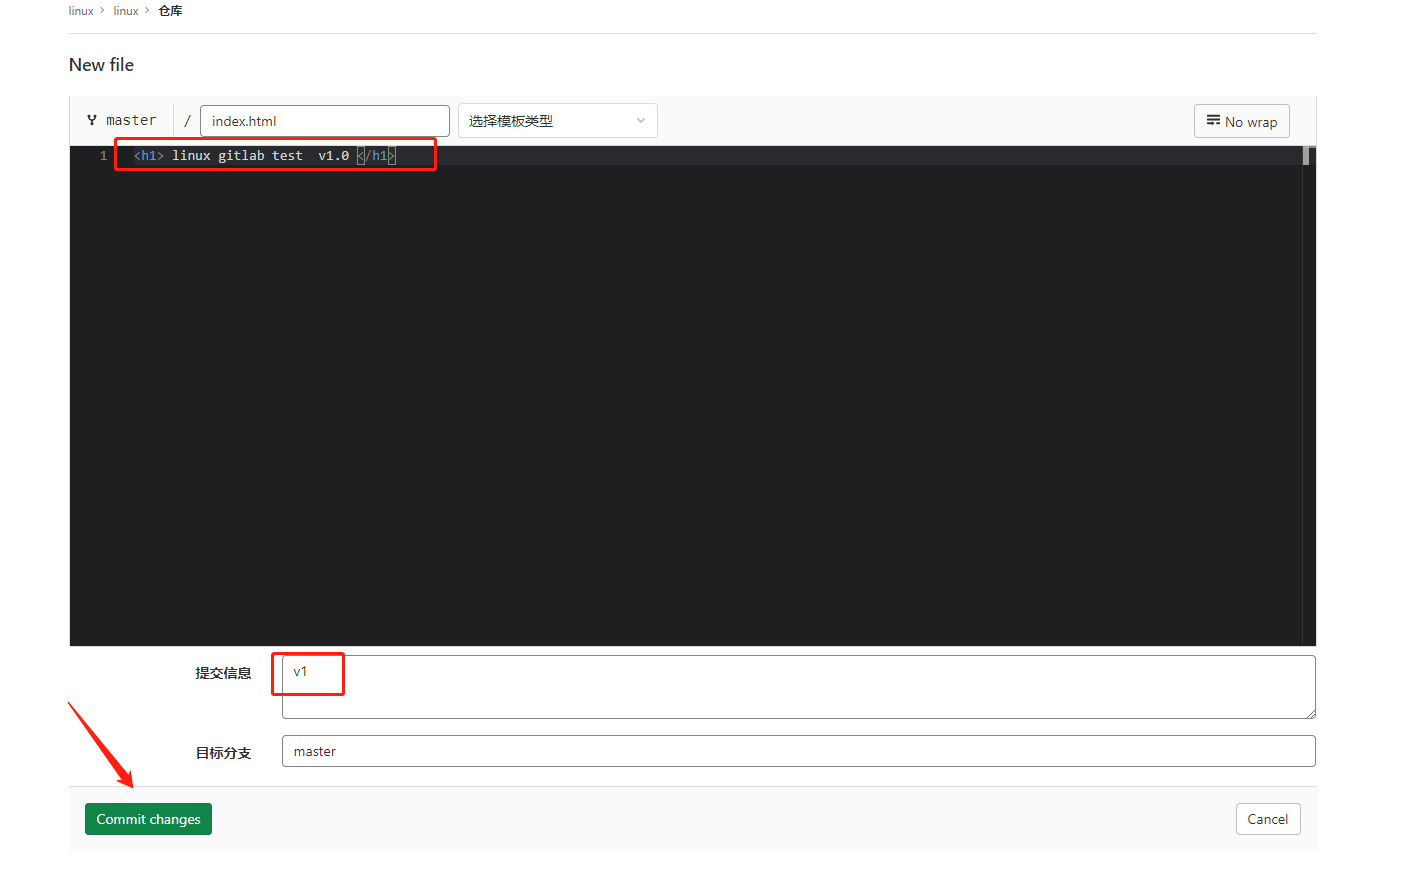 linux > linux > 仓库
New file
master / index.html 选择模板类型 No wrap
1 <h1> linux gitlab test  v1.0 </h1>
提交信息 v1
目标分支 master
Commit changes Cancel